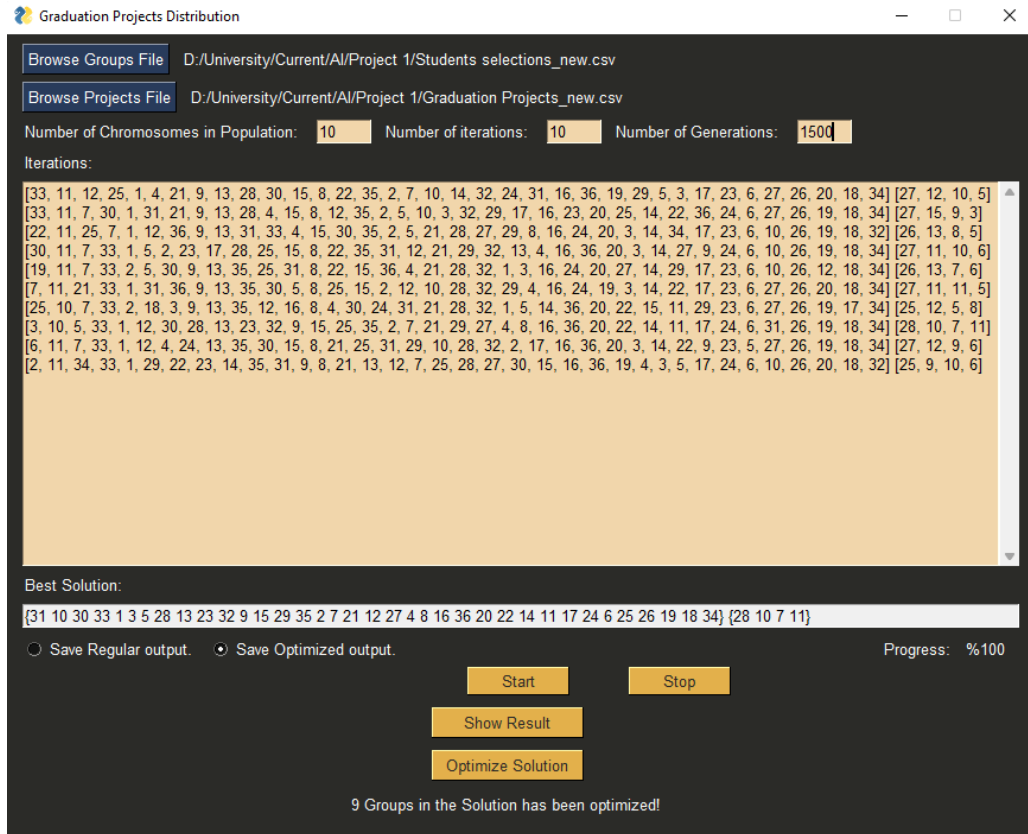 Graduation Projects Distribution
Browse Groups File D:/University/Current/AI/Project 1/Students selections_new.csv
Browse Projects File D:/University/Current/AI/Project 1/Graduation Projects_new.csv
Number of Chromosomes in Population: 10 Number of iterations: 10 Number of Generations: 1500
Iterations:
[33, 11, 12, 25, 1, 4, 21, 9, 13, 28, 30, 15, 8, 22, 35, 2, 7, 10, 14, 32, 24, 31, 16, 36, 19, 29, 5, 3, 17, 23, 6, 27, 26, 20, 18, 34] [27, 12, 10, 5]
[33, 11, 7, 30, 1, 31, 21, 9, 13, 28, 4, 15, 8, 12, 35, 2, 5, 10, 3, 32, 29, 17, 16, 23, 20, 25, 14, 22, 36, 24, 6, 27, 26, 19, 18, 34] [27, 15, 9, 3]
[22, 11, 25, 7, 1, 12, 36, 9, 13, 31, 33, 4, 15, 30, 35, 2, 5, 21, 28, 27, 29, 8, 16, 24, 20, 3, 14, 34, 17, 23, 6, 10, 26, 19, 18, 32] [26, 13, 8, 5]
[30, 11, 7, 33, 1, 5, 2, 23, 17, 28, 25, 15, 8, 22, 35, 31, 12, 21, 29, 32, 13, 4, 16, 36, 20, 3, 14, 27, 9, 24, 6, 10, 26, 19, 18, 34] [27, 11, 10, 6]
[19, 11, 7, 33, 2, 5, 30, 9, 13, 35, 25, 31, 8, 22, 15, 36, 4, 21, 28, 32, 1, 3, 16, 24, 20, 27, 14, 29, 17, 23, 6, 10, 26, 12, 18, 34] [26, 13, 7, 6]
[7, 11, 21, 33, 1, 31, 36, 9, 13, 35, 30, 5, 8, 25, 15, 2, 12, 10, 28, 32, 29, 4, 16, 24, 19, 3, 14, 22, 17, 23, 6, 27, 26, 20, 18, 34] [27, 11, 11, 5]
[25, 10, 7, 33, 2, 18, 3, 9, 13, 35, 12, 16, 8, 4, 30, 24, 31, 21, 28, 32, 1, 5, 14, 36, 20, 22, 15, 11, 29, 23, 6, 27, 26, 19, 17, 34] [25, 12, 5, 8]
[3, 10, 5, 33, 1, 12, 30, 28, 13, 23, 32, 9, 15, 25, 35, 2, 7, 21, 29, 27, 4, 8, 16, 36, 20, 22, 14, 11, 17, 24, 6, 31, 26, 19, 18, 34] [28, 10, 7, 11]
[6, 11, 7, 33, 1, 12, 4, 24, 13, 35, 30, 15, 8, 21, 25, 31, 29, 10, 28, 32, 2, 17, 16, 36, 20, 3, 14, 22, 9, 23, 5, 27, 26, 19, 18, 34] [27, 12, 9, 6]
[2, 11, 34, 33, 1, 29, 22, 23, 14, 35, 31, 9, 8, 21, 13, 12, 7, 25, 28, 27, 30, 15, 16, 36, 19, 4, 3, 5, 17, 24, 6, 10, 26, 20, 18, 32] [25, 9, 10, 6]
Best Solution:
{31 10 30 33 1 3 5 28 13 23 32 9 15 29 35 2 7 21 12 27 4 8 16 36 20 22 14 11 17 24 6 25 26 19 18 34} {28 10 7 11}
Save Regular output. Save Optimized output. Progress: %100
Start Stop
Show Result
Optimize Solution
9 Groups in the Solution has been optimized!